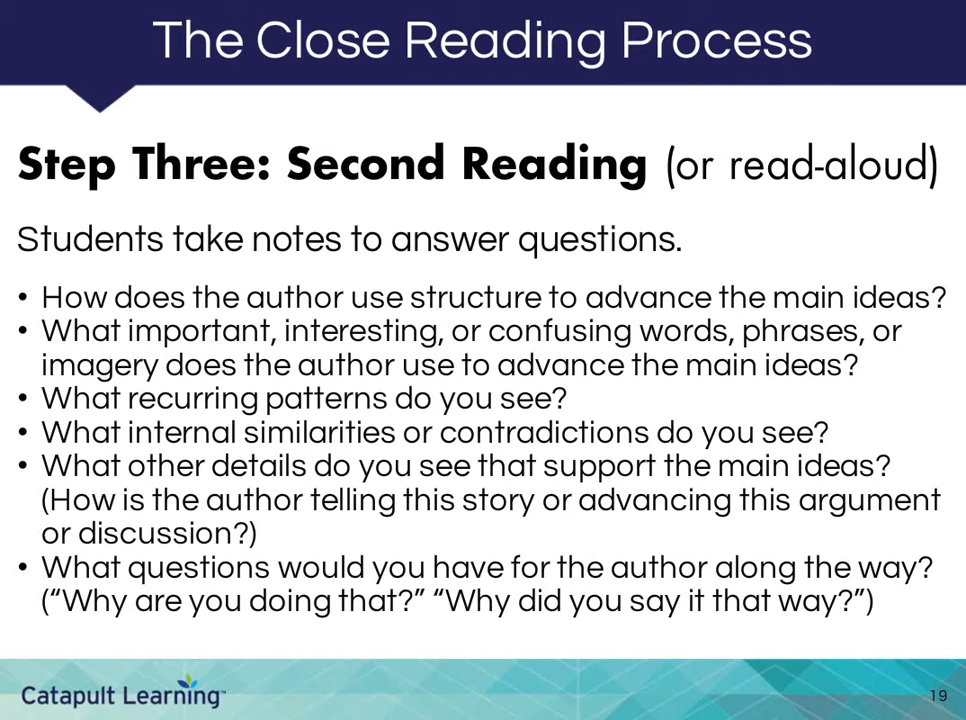 The Close Reading Process
Step Three: Second Reading (or read-aloud)
Students take notes to answer questions.
• How does the author use structure to advance the main ideas?
• What important, interesting, or confusing words, phrases, or
imagery does the author use to advance the main ideas?
• What recurring patterns do you see?
• What internal similarities or contradictions do you see?
• What other details do you see that support the main ideas?
(How is the author telling this story or advancing this argument
or discussion?)
• What questions would you have for the author along the way?
(“Why are you doing that?” “Why did you say it that way?”)
Catapult Learning™
19